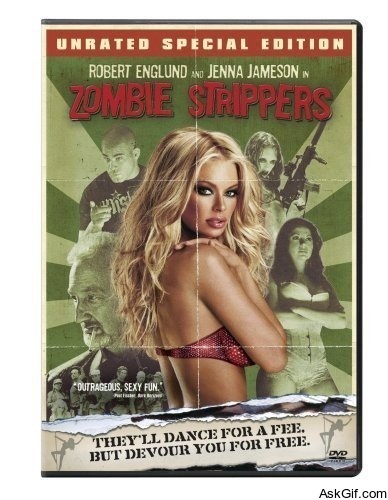 UNRATED SPECIAL EDITION
ROBERT ENGLUND AND JENNA JAMESON IN
ZOMBIE STRIPPERS
"OUTRAGEOUS, SEXY FUN."
THEY'LL DANCE FOR A FEE,
BUT DEVOUR YOU FOR FREE.
DVD
AskGif.com